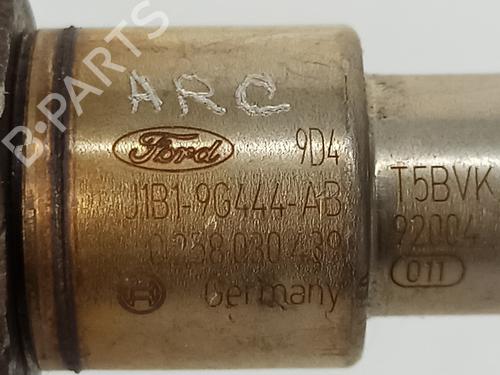 ARC
Ford 9D4
J1B1-9G444-AB
0 258 030 439
Germany
T5BVK
92004
011
B-PARTS